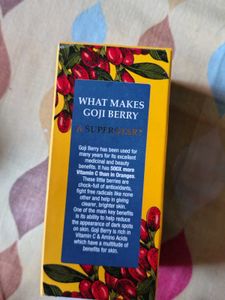 WHAT MAKES
GOJI BERRY
A SUPERSTAR?
Goji Berry has been used for
many years for its excellent
medicinal and beauty
benefits. It has 500X more
Vitamin C than in Oranges.
These little berries are
chock-full of antioxidants,
fight free radicals like none
other and help in giving
clearer, brighter skin.
One of the main key benefits
is its ability to help reduce
the appearance of dark spots
on skin. Goji Berry is rich in
Vitamin C & Amino Acids
which have a multitude of
benefits for skin.